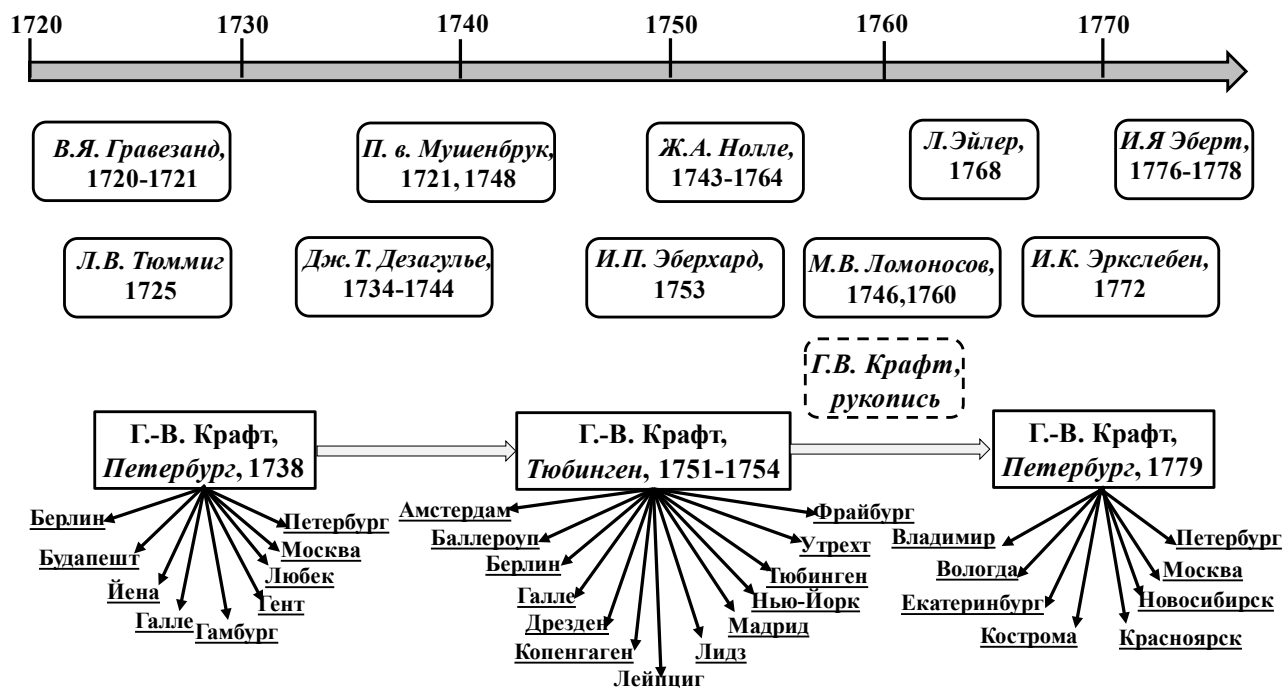 1720 1730 1740 1750 1760 1770
В.Я. Гравезанд,
1720-1721
П. в. Мушенбрук,
1721, 1748
Ж.А. Нолле,
1743-1764
Л.Эйлер,
1768
И.Я Эберт,
1776-1778
Л.В. Тюммиг
1725
Дж.Т. Дезагулье,
1734-1744
И.П. Эберхард,
1753
М.В. Ломоносов,
1746,1760
И.К. Эркслебен,
1772
Г.В. Крафт,
рукопись
Г.-В. Крафт,
Петербург, 1738
Г.-В. Крафт,
Тюбинген, 1751-1754
Г.-В. Крафт,
Петербург, 1779
Берлин
Будапешт
Йена
Галле
Гамбург
Гент
Любек
Москва
Петербург
Амстердам
Баллероуп
Берлин
Галле
Дрезден
Копенгаген
Лейпциг
Лидз
Мадрид
Нью-Йорк
Тюбинген
Утрехт
Фрайбург
Владимир
Вологда
Екатеринбург
Кострома
Красноярск
Новосибирск
Москва
Петербург